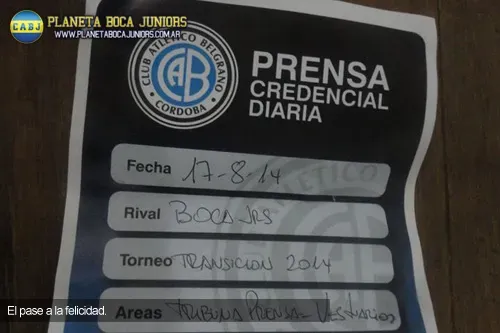 PLANETA BOCA JUNIORS
CABJ
WWW.PLANETABOCAJUNIORS.COM.AR
CLUB ATLETICO BELGRANO
CAB
CORDOBA
PRENSA
CREDENCIAL
DIARIA
Fecha 17-8-14
ATLETICO
Rival BOCA JRS
Torneo TRANSICION 2014
Areas TRIBUNA PRENSA - VESTUARIOS
El pase a la felicidad.